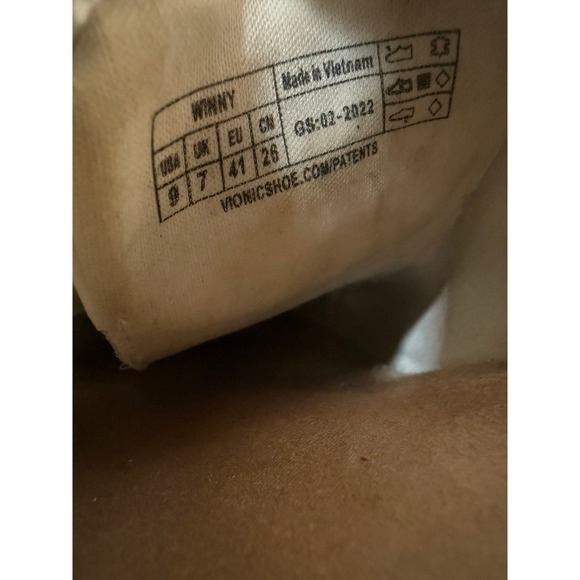 WINNY Made in Vietnam
USA UK EU CN GS:02-2022
9 7 41 26
VIONICSHOE.COM/PATENTS